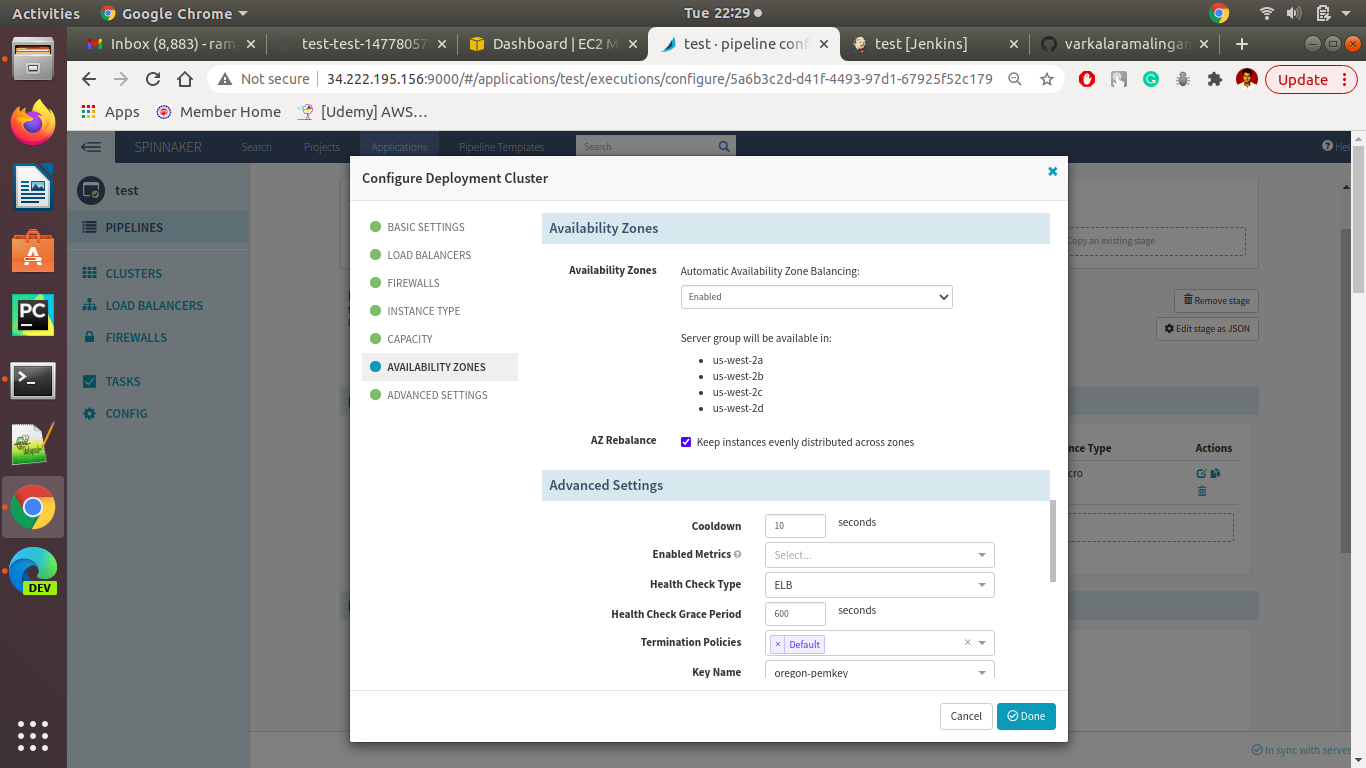 Activities
Google Chrome
Tue 22:29
Inbox (8,883) - ram
test-test-14778057
Dashboard | EC2 M
test · pipeline conf
test [Jenkins]
varkalaramalingan
Not secure
34.222.195.156:9000/#/applications/test/executions/configure/5a6b3c2d-d41f-4493-97d1-67925f52c179
Update
Apps
Member Home
[Udemy] AWS...
SPINNAKER
Search
Projects
Applications
Pipeline Templates
Search
Hel
test
PIPELINES
CLUSTERS
LOAD BALANCERS
FIREWALLS
TASKS
CONFIG
Configure Deployment Cluster
BASIC SETTINGS
LOAD BALANCERS
FIREWALLS
INSTANCE TYPE
CAPACITY
AVAILABILITY ZONES
ADVANCED SETTINGS
Availability Zones
Availability Zones
Automatic Availability Zone Balancing:
Enabled
Server group will be available in:
us-west-2a
us-west-2b
us-west-2c
us-west-2d
AZ Rebalance
Keep instances evenly distributed across zones
Advanced Settings
Cooldown
10
seconds
Enabled Metrics
Select...
Health Check Type
ELB
Health Check Grace Period
600
seconds
Termination Policies
× Default
Key Name
oregon-pemkey
Cancel
Done
Copy an existing stage
Remove stage
Edit stage as JSON
nce Type
Actions
cro
In sync with server
PC
DEV